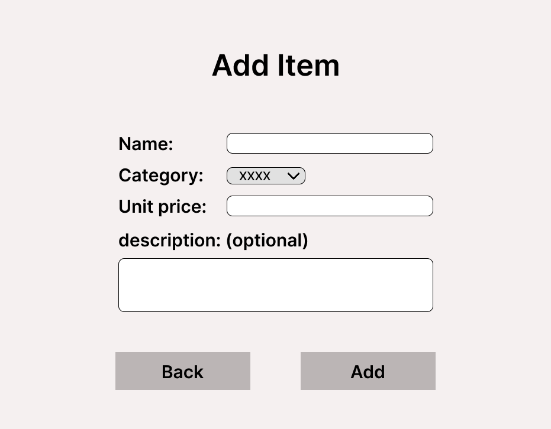 Add Item
Name:
Category: xxxx
Unit price:
description: (optional)
Back Add